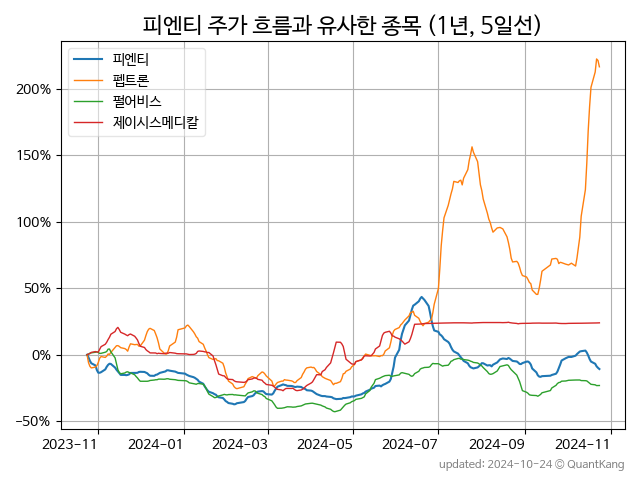 피엔티 주가 흐름과 유사한 종목 (1년, 5일선)
피엔티
펩트론
펄어비스
제이시스메디칼
200%
150%
100%
50%
0%
−50%
2023-11 2024-01 2024-03 2024-05 2024-07 2024-09 2024-11
updated: 2024-10-24 © QuantKang